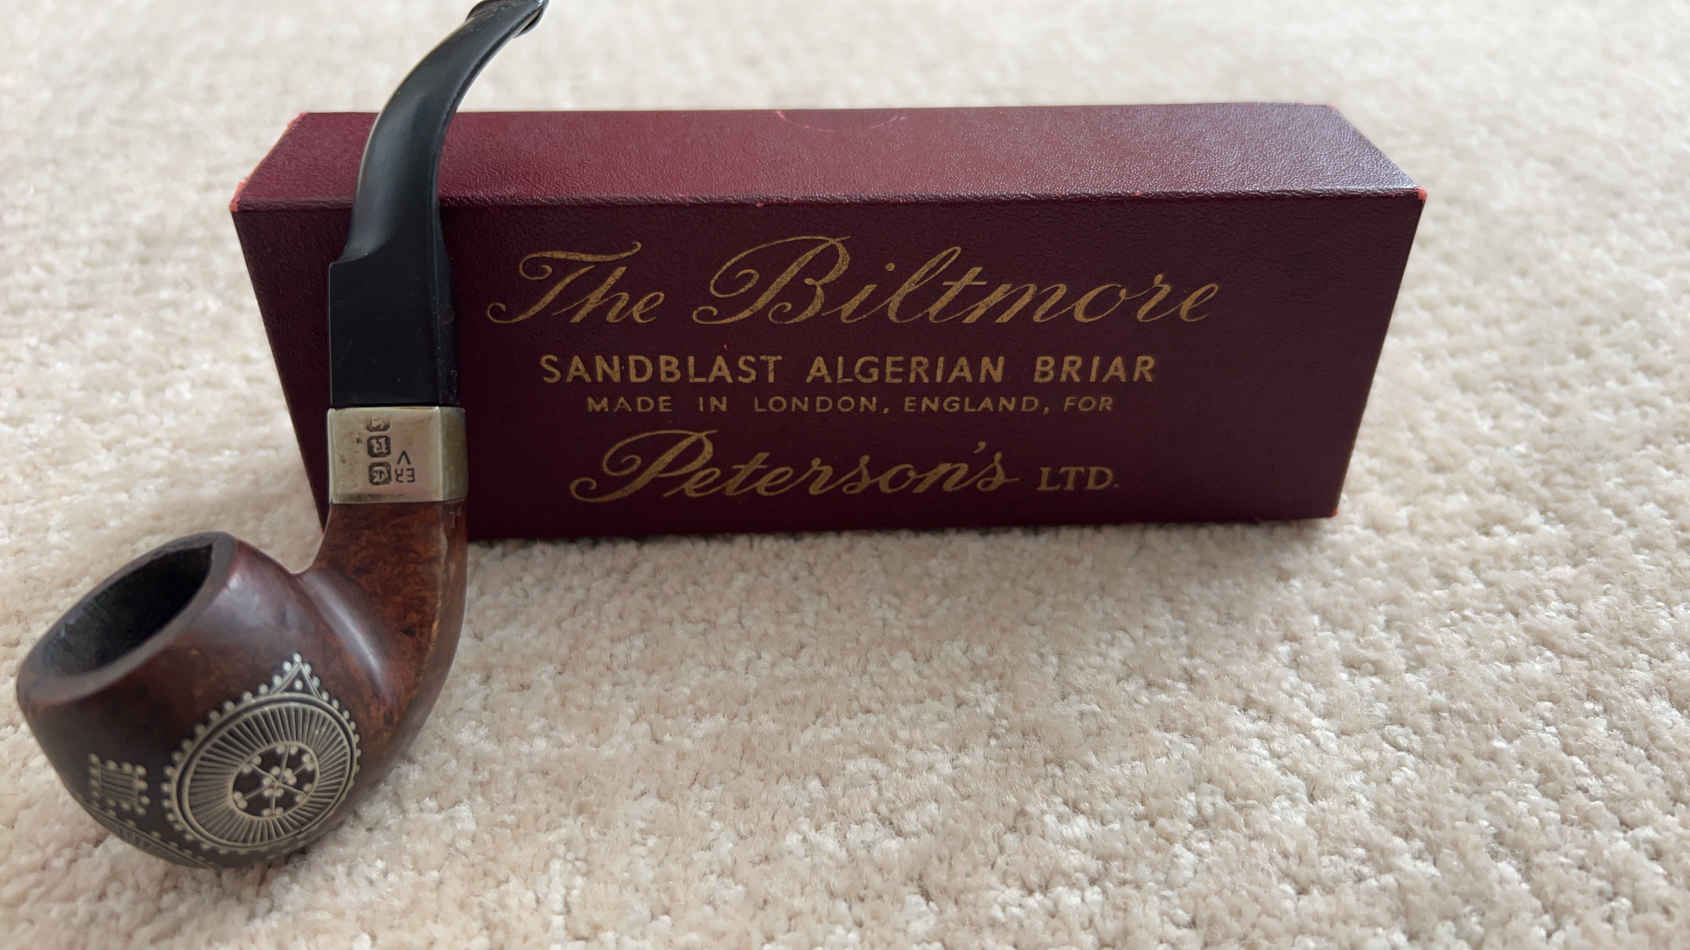 The Biltmore
SANDBLAST ALGERIAN BRIAR
MADE IN LONDON, ENGLAND, FOR
Peterson's LTD.